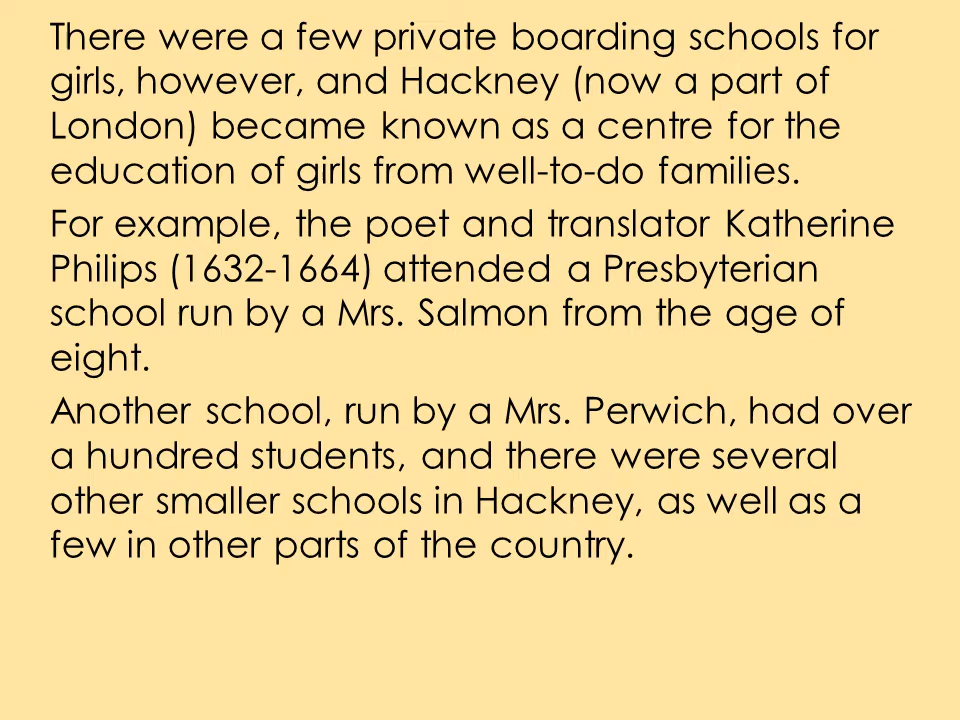 There were a few private boarding schools for
girls, however, and Hackney (now a part of
London) became known as a centre for the
education of girls from well-to-do families.
For example, the poet and translator Katherine
Philips (1632-1664) attended a Presbyterian
school run by a Mrs. Salmon from the age of
eight.
Another school, run by a Mrs. Perwich, had over
a hundred students, and there were several
other smaller schools in Hackney, as well as a
few in other parts of the country.